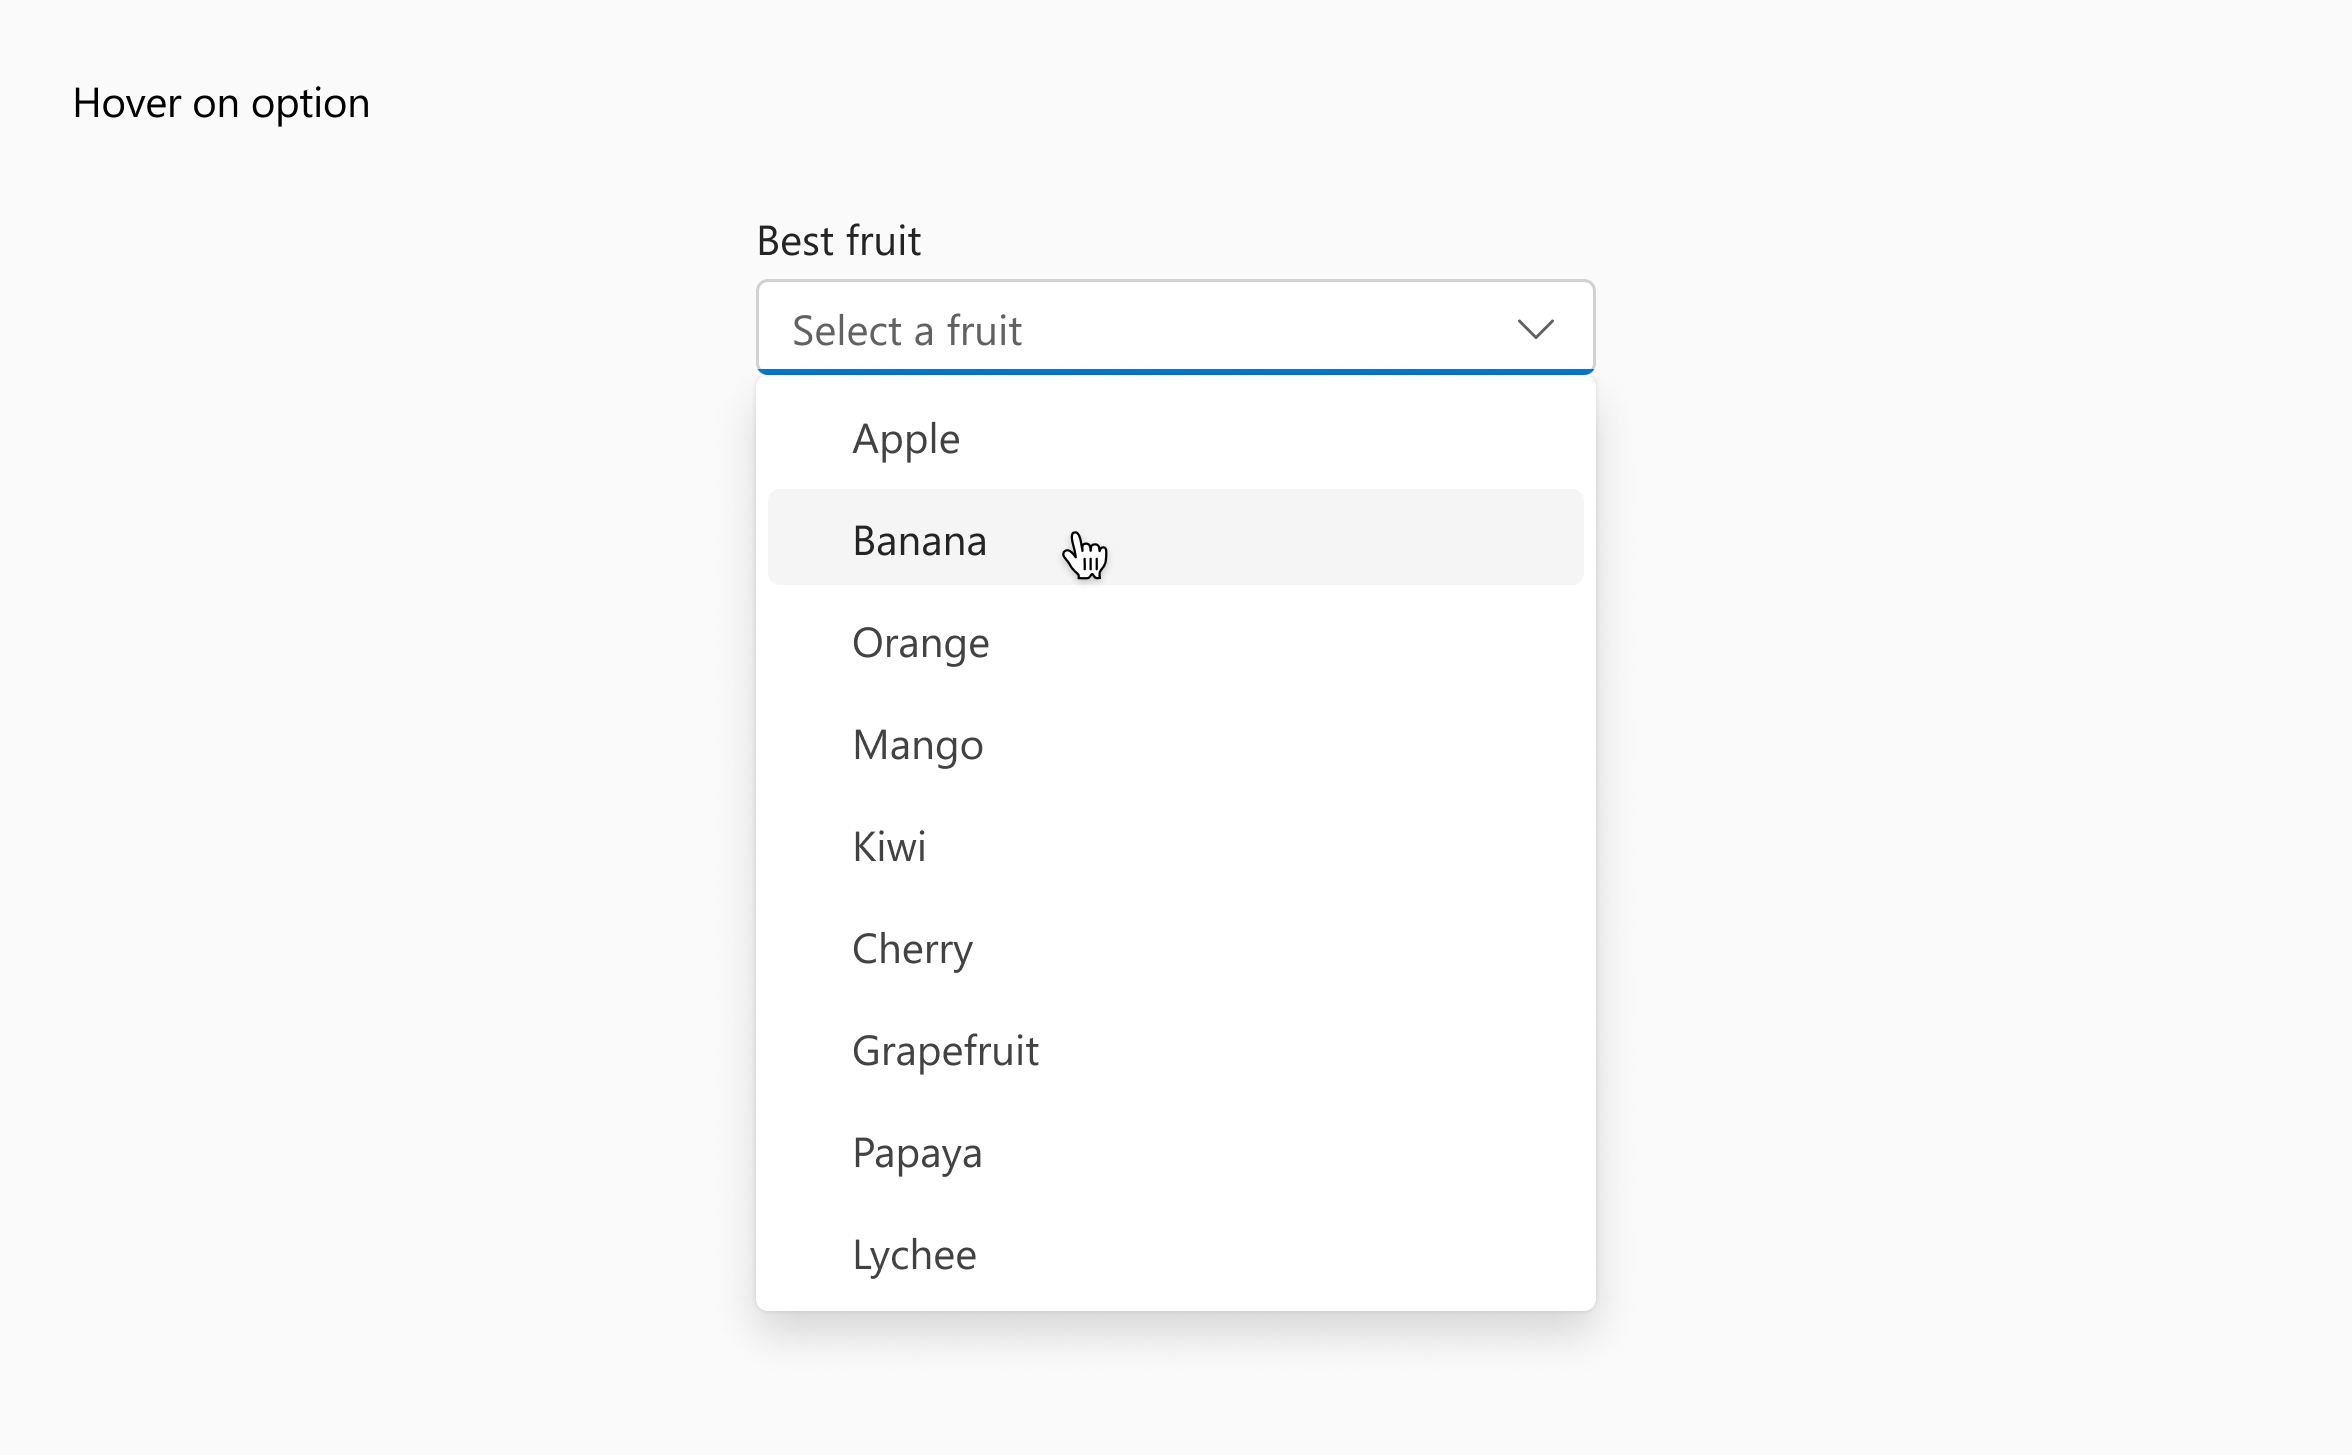 Hover on option
Best fruit
Select a fruit
Apple
Banana
Orange
Mango
Kiwi
Cherry
Grapefruit
Papaya
Lychee